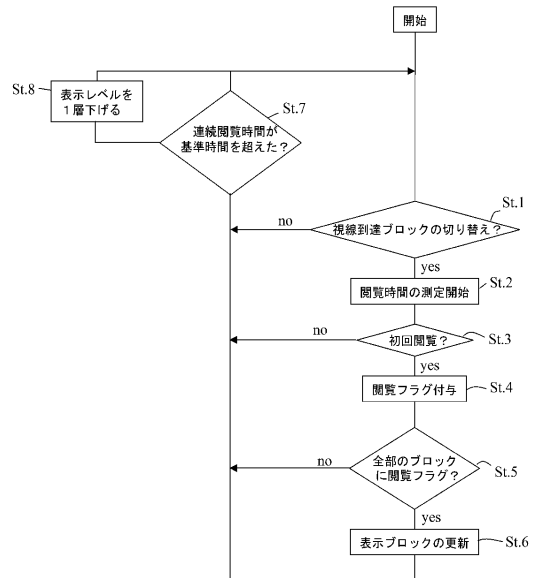 開始
St.8
表示レベルを
１層下げる
St.7
連続閲覧時間が
基準時間を超えた？
St.1
視線到達ブロックの切り替え？
no
yes
St.2
閲覧時間の測定開始
St.3
初回閲覧？
no
yes
St.4
閲覧フラグ付与
St.5
全部のブロック
に閲覧フラグ？
no
yes
St.6
表示ブロックの更新